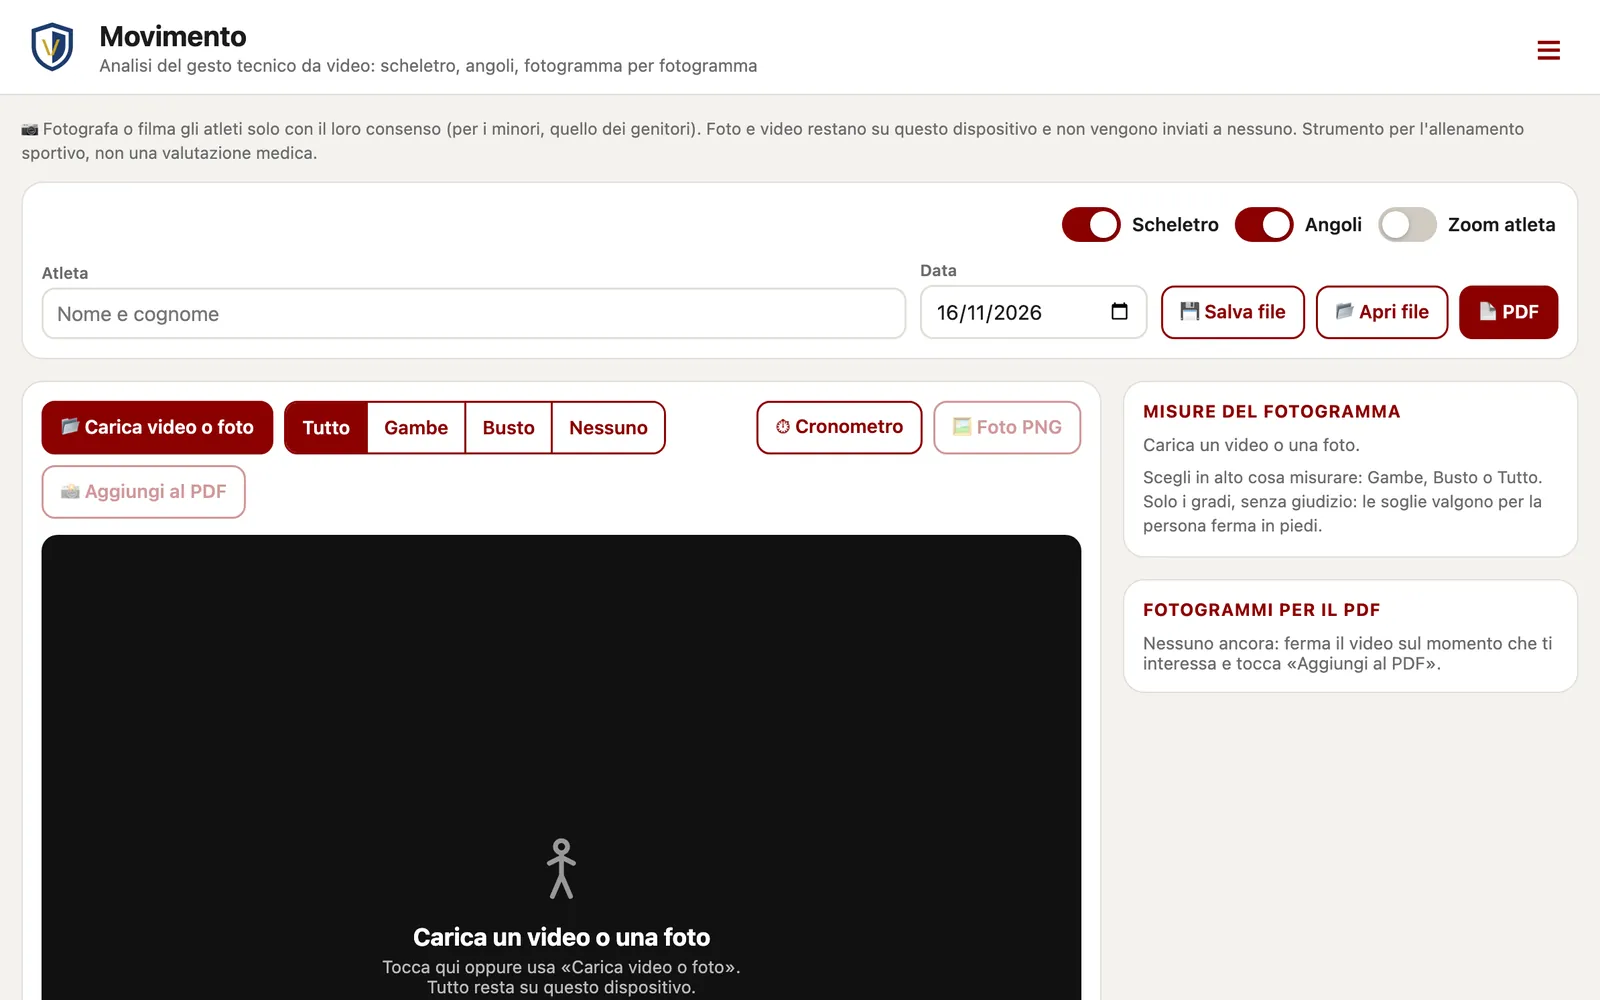 Movimento
Analisi del gesto tecnico da video: scheletro, angoli, fotogramma per fotogramma
Fotografa o filma gli atleti solo con il loro consenso (per i minori, quello dei genitori). Foto e video restano su questo dispositivo e non vengono inviati a nessuno. Strumento per l'allenamento
sportivo, non una valutazione medica.
Scheletro
Angoli
Zoom atleta
Atleta
Nome e cognome
Data
16/11/2026
Salva file
Apri file
PDF
Carica video o foto
Tutto
Gambe
Busto
Nessuno
Cronometro
Foto PNG
Aggiungi al PDF
Carica un video o una foto
Tocca qui oppure usa «Carica video o foto».
Tutto resta su questo dispositivo.
MISURE DEL FOTOGRAMMA
Carica un video o una foto.
Scegli in alto cosa misurare: Gambe, Busto o Tutto.
Solo i gradi, senza giudizio: le soglie valgono per la
persona ferma in piedi.
FOTOGRAMMI PER IL PDF
Nessuno ancora: ferma il video sul momento che ti
interessa e tocca «Aggiungi al PDF».